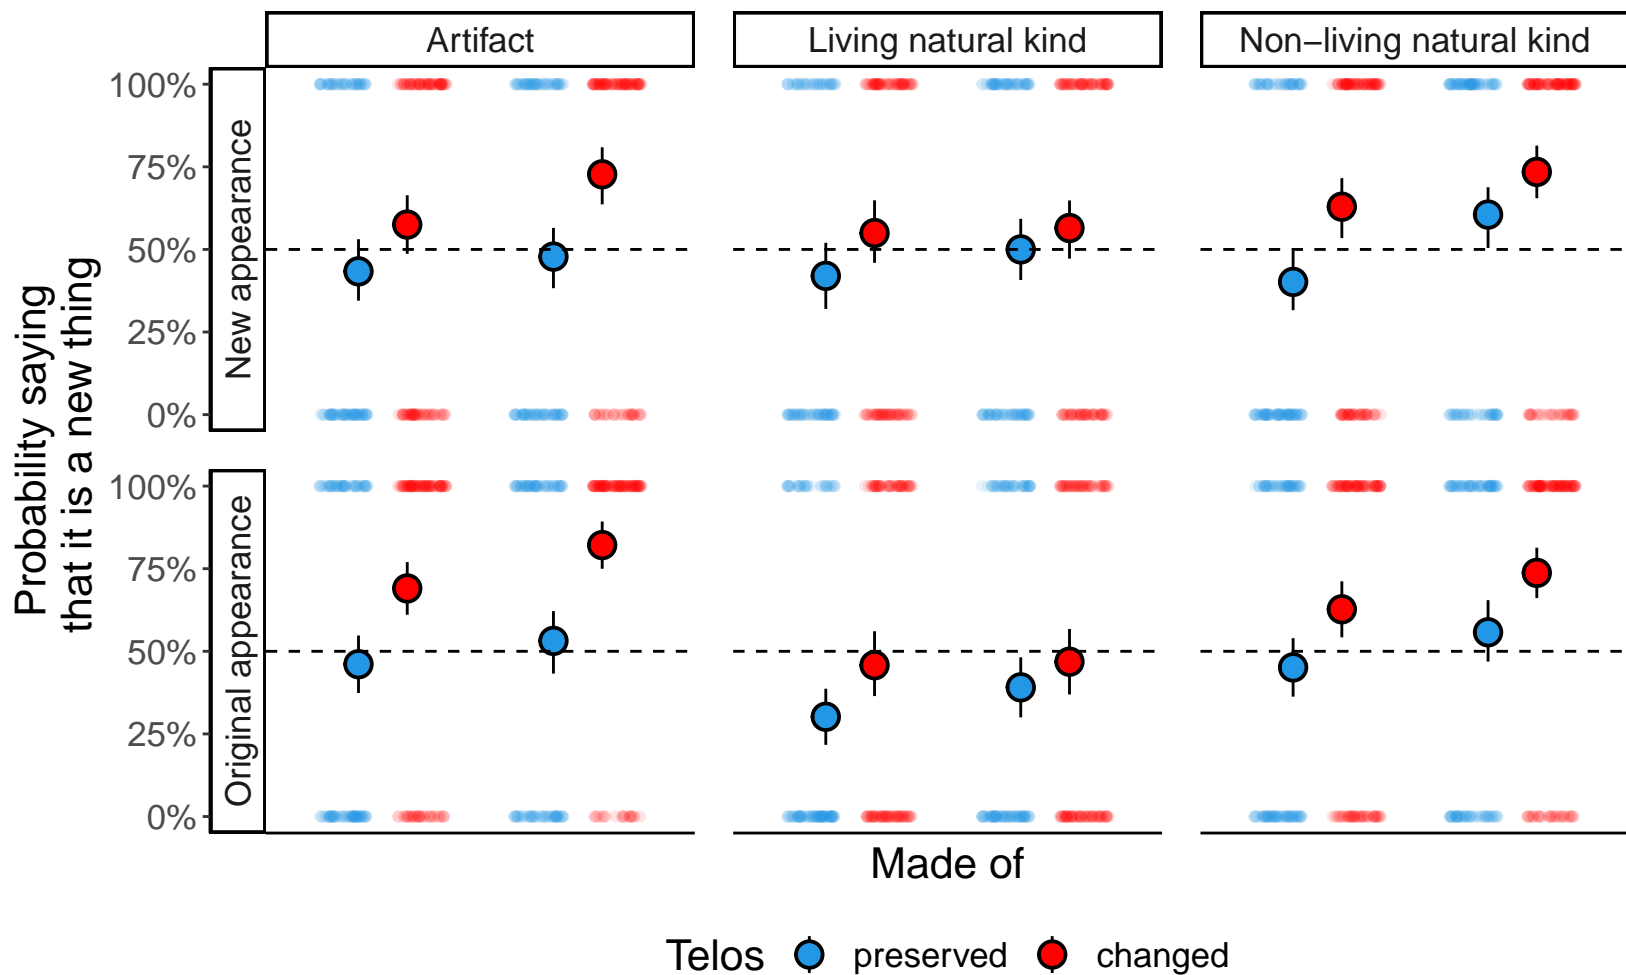 Artifact
Living natural kind
Non−living natural kind
Probability saying
that it is a new thing
New appearance
100%
75%
50%
25%
0%
Original appearance
100%
75%
50%
25%
0%
Made of
Telos preserved changed